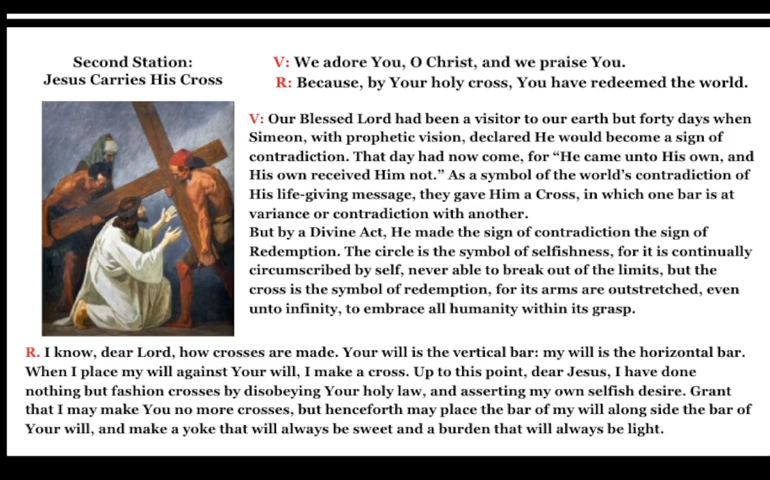 Second Station:
Jesus Carries His Cross
V: We adore You, O Christ, and we praise You.
R: Because, by Your holy cross, You have redeemed the world.
V: Our Blessed Lord had been a visitor to our earth but forty days when
Simeon, with prophetic vision, declared He would become a sign of
contradiction. That day had now come, for “He came unto His own, and
His own received Him not.” As a symbol of the world’s contradiction of
His life-giving message, they gave Him a Cross, in which one bar is at
variance or contradiction with another.
But by a Divine Act, He made the sign of contradiction the sign of
Redemption. The circle is the symbol of selfishness, for it is continually
circumscribed by self, never able to break out of the limits, but the
cross is the symbol of redemption, for its arms are outstretched, even
unto infinity, to embrace all humanity within its grasp.
R. I know, dear Lord, how crosses are made. Your will is the vertical bar: my will is the horizontal bar.
When I place my will against Your will, I make a cross. Up to this point, dear Jesus, I have done
nothing but fashion crosses by disobeying Your holy law, and asserting my own selfish desire. Grant
that I may make You no more crosses, but henceforth may place the bar of my will along side the bar of
Your will, and make a yoke that will always be sweet and a burden that will always be light.